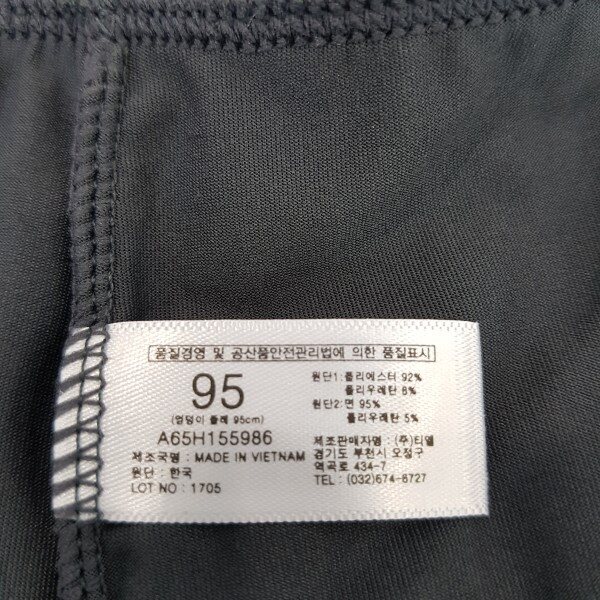 품질경영 및 공산품안전관리법에 의한 품질표시
95
(엉덩이 둘레 95cm)
A65H155986
제조국명 : MADE IN VIETNAM
원단 : 한국
LOT NO : 1705
원단1: 폴리에스터 92%
폴리우레탄 8%
원단2: 면 95%
폴리우레탄 5%
제조판매자명 : (주)티엘
경기도 부천시 오정구
역곡로 434-7
TEL : (032)674-8727